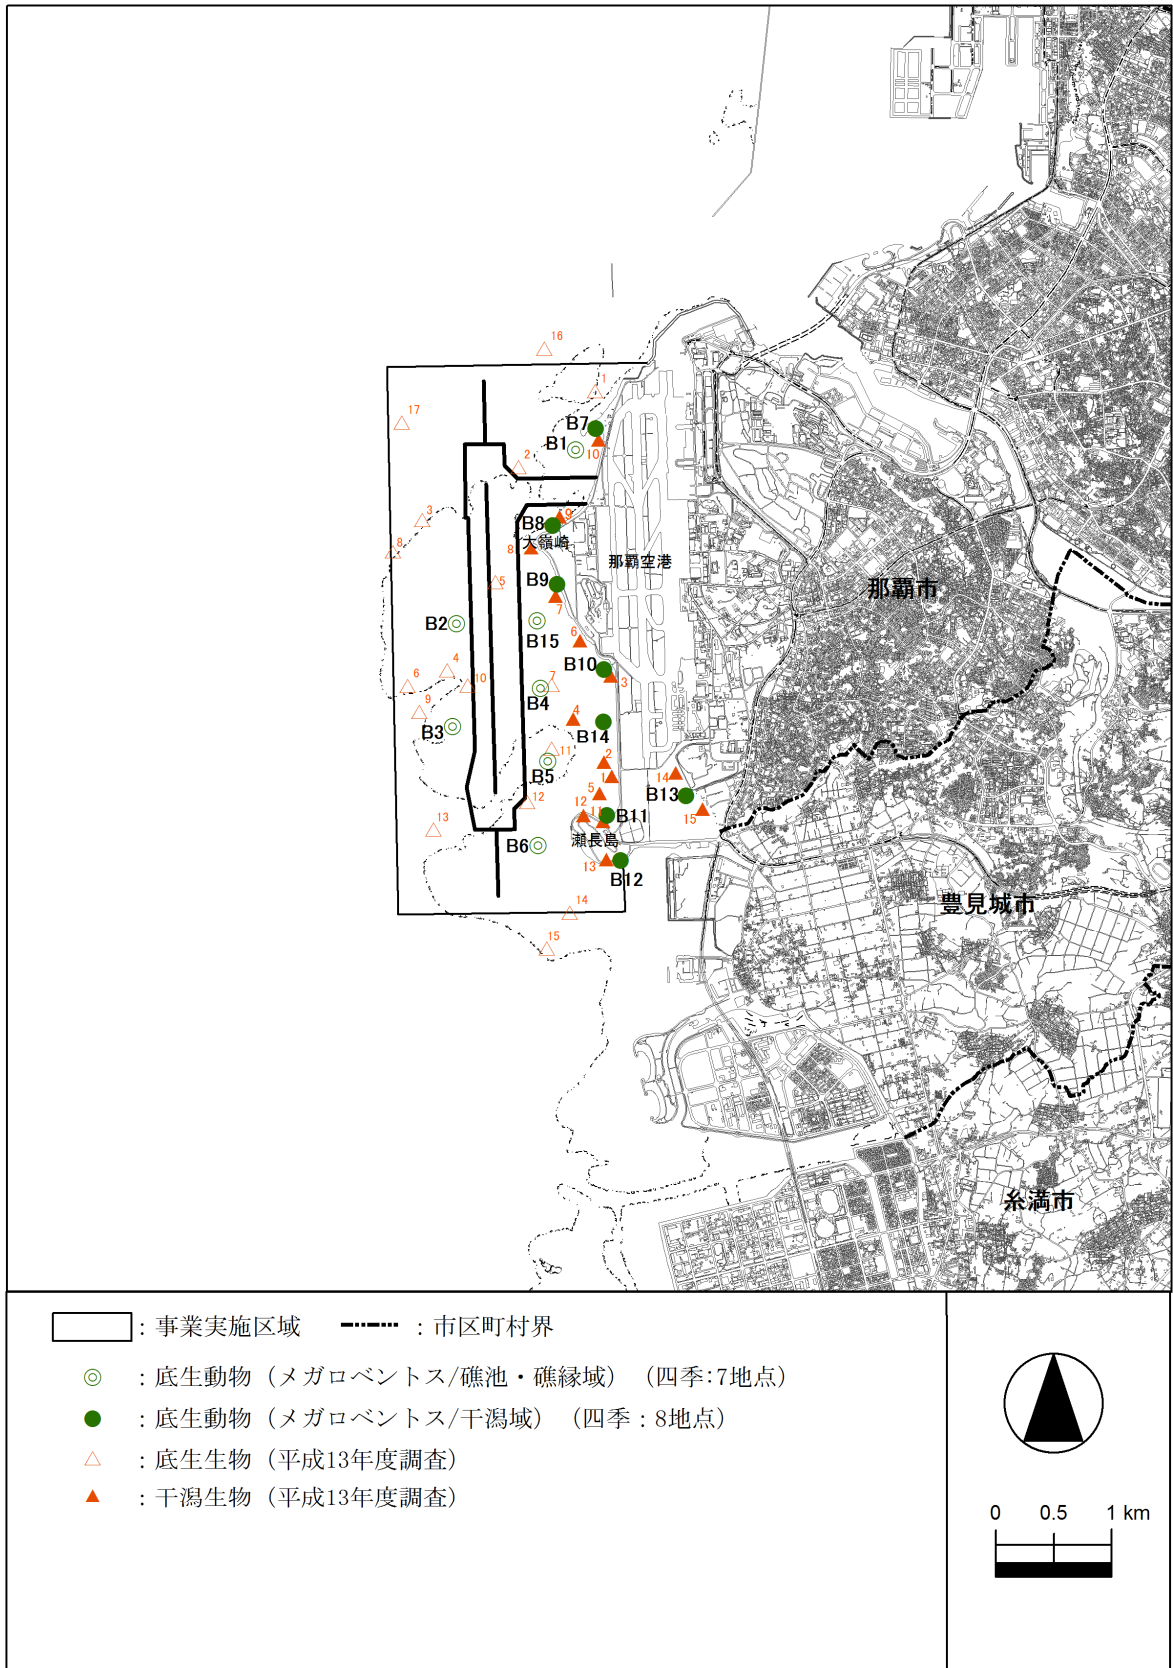 16
1
17
B7
B1
10
2
3
9
B8
大嶺崎
8
8
那覇空港
B9
5
那覇市
7
B2
B15
6
4
B10
6
10
7
3
B4
9
4
B3
B14
11
2
B5
14
1
5
B13
12
12
11
B11
15
13
瀬長島
B6
13
B12
豊見城市
14
15
糸満市
：事業実施区域
：市区町村界
：底生動物（メガロベントス/礁池・礁縁域）（四季:7地点）
：底生動物（メガロベントス/干潟域）（四季：8地点）
：底生生物（平成13年度調査）
：干潟生物（平成13年度調査）
0 0.5 1 km